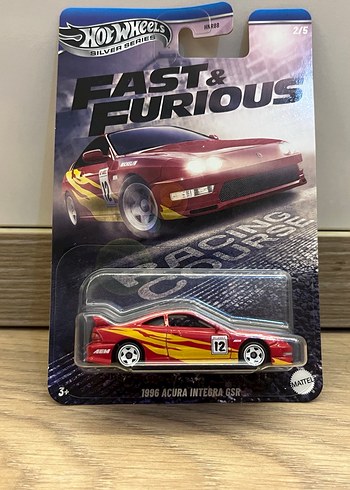 Hot Wheels
SILVER SERIES
2/5
FAST &
FURIOUS
12
RACING
COURSE
AEM
12
3+
1996 ACURA INTEGRA GSR
MATTEL